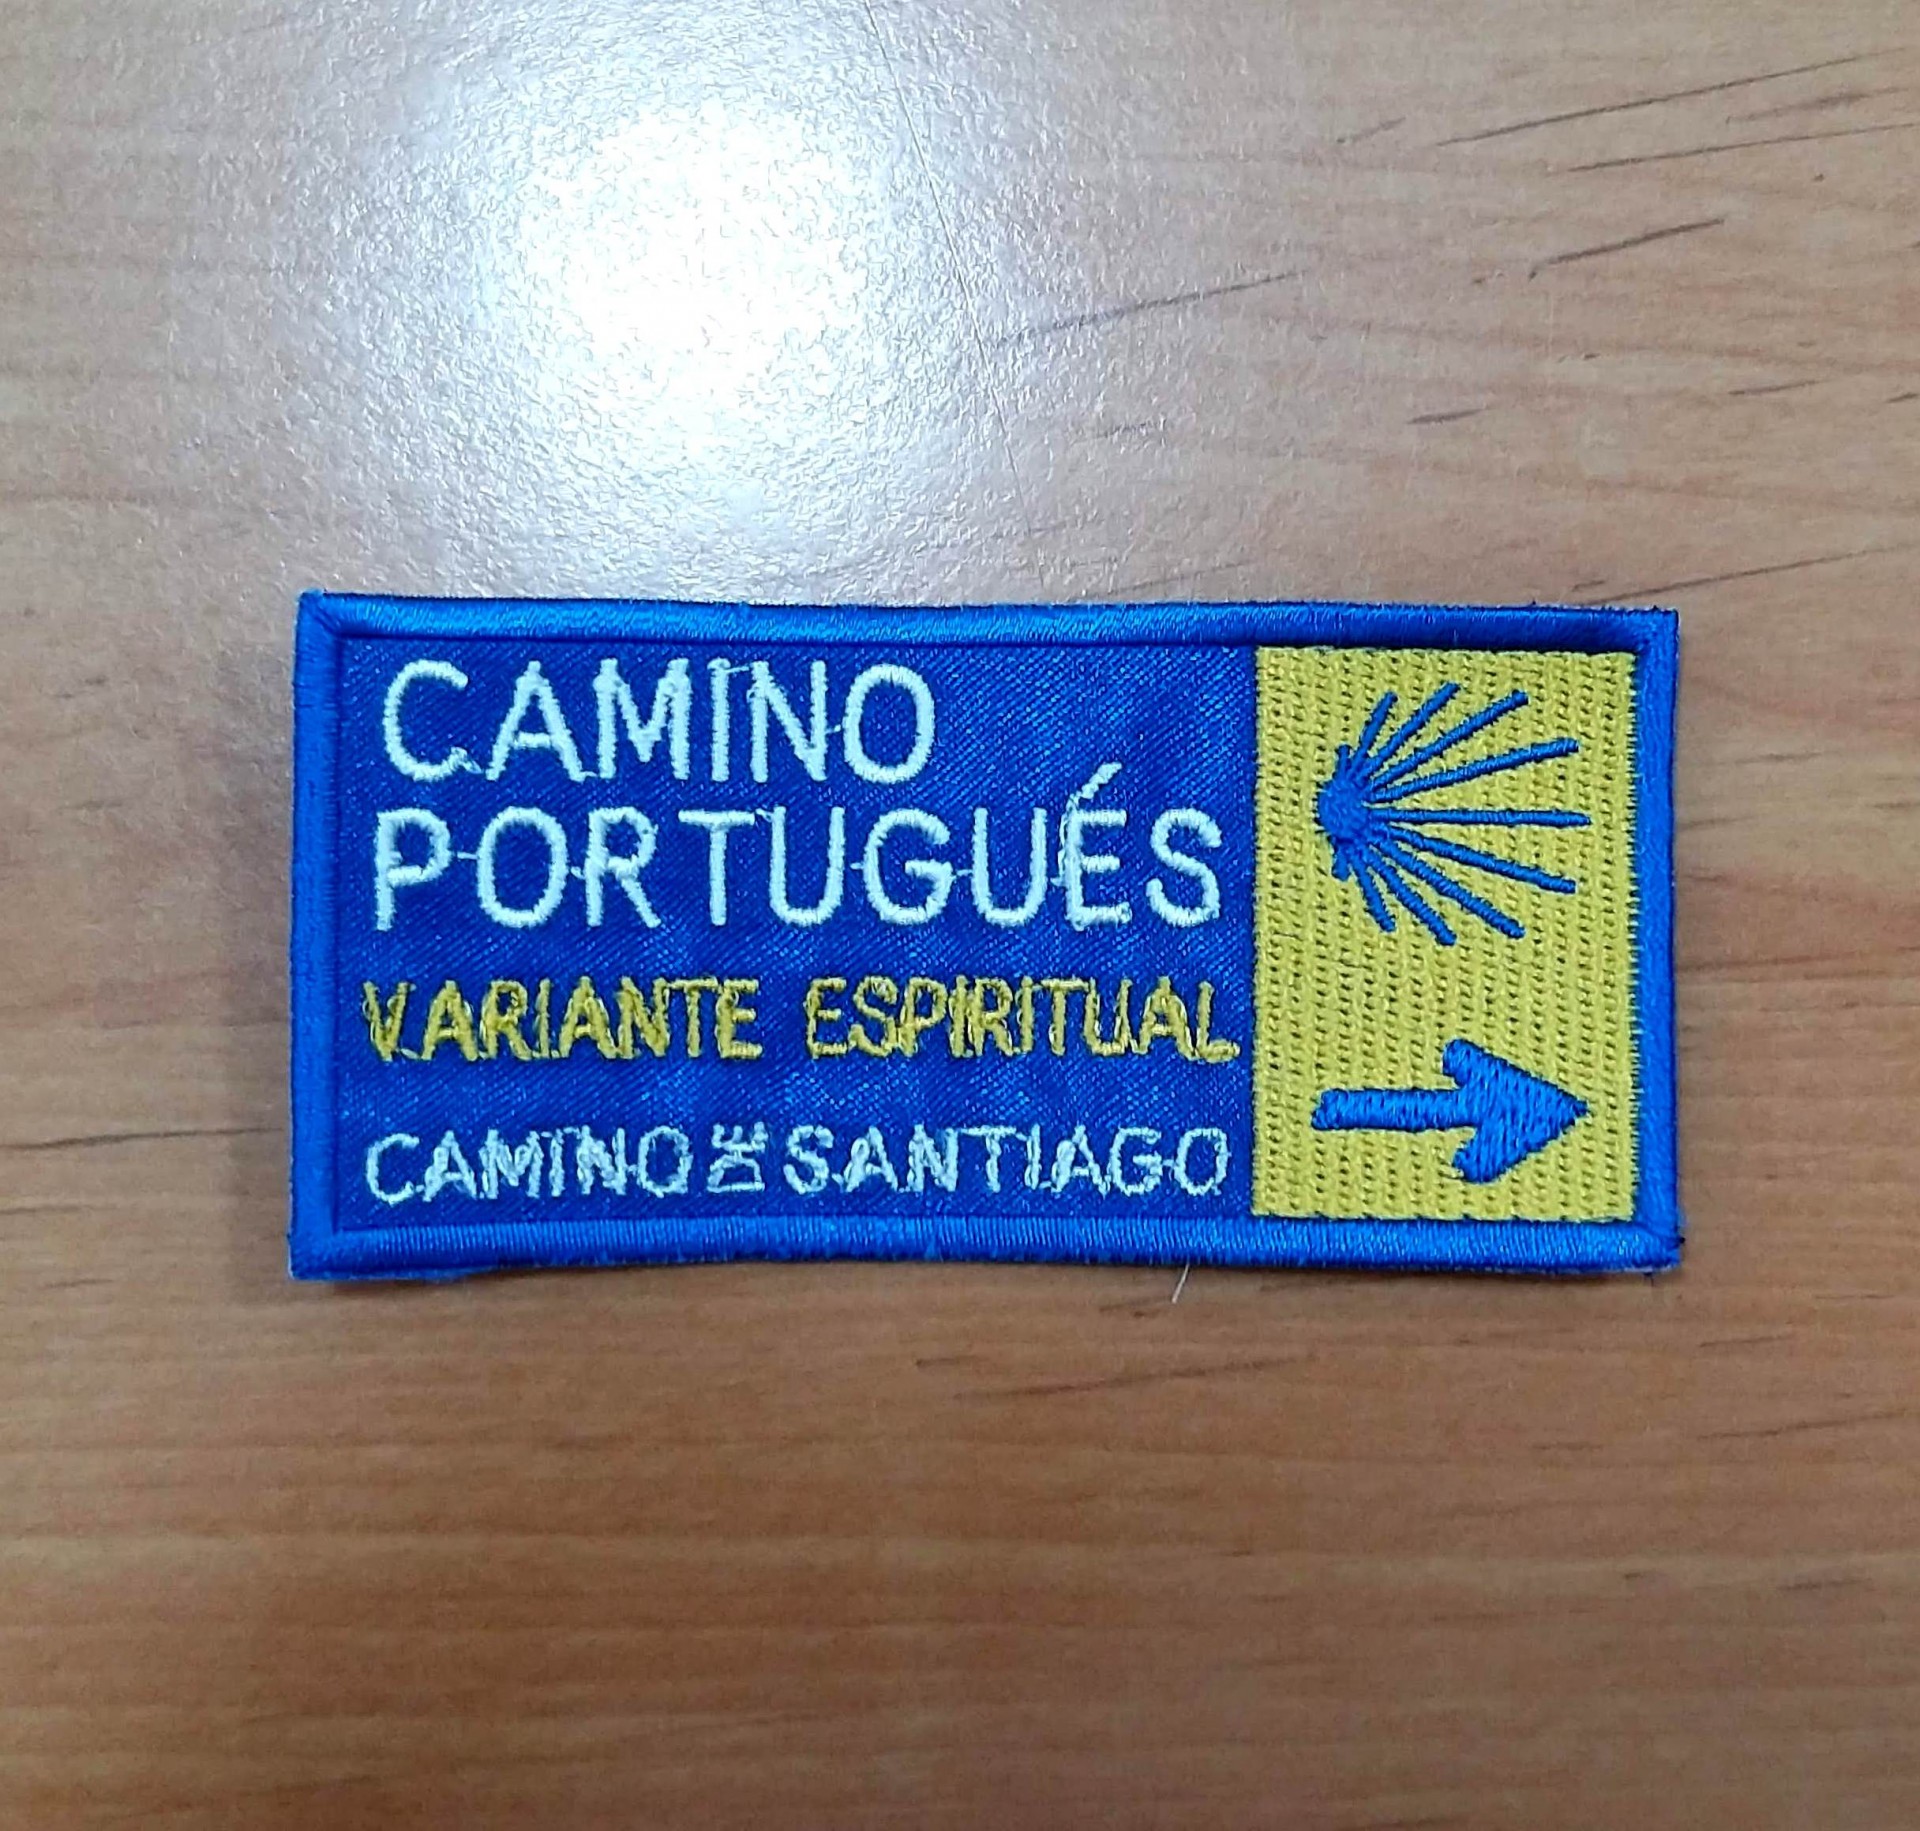 CAMINO
PORTUGUÉS
VARIANTE ESPIRITUAL
CAMINO DE SANTIAGO